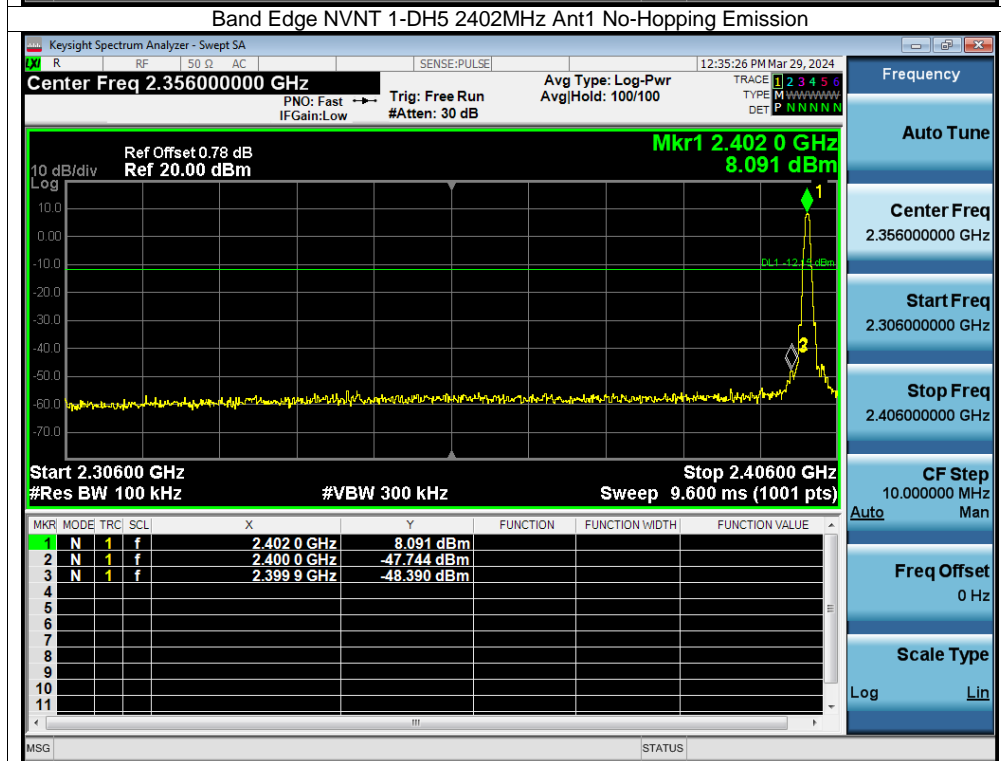 Band Edge NVNT 1-DH5 2402MHz Ant1 No-Hopping Emission
Keysight Spectrum Analyzer - Swept SA
LXI R RF 50 Ω AC SENSE:PULSE 12:35:26 PM Mar 29, 2024
Center Freq 2.356000000 GHz
PNO: Fast
IFGain:Low
Trig: Free Run
#Atten: 30 dB
Avg Type: Log-Pwr
Avg|Hold: 100/100
TRACE 1 2 3 4 5 6
TYPE M WWWWW
DET P N N N N N
Mkr1 2.402 0 GHz
8.091 dBm
10 dB/div
Log
Ref Offset 0.78 dB
Ref 20.00 dBm
1
10.0
0.00
-10.0
DL1 -12.15 dBm
-20.0
-30.0
-40.0
-50.0
-60.0
-70.0
Start 2.30600 GHz
Stop 2.40600 GHz
#Res BW 100 kHz
#VBW 300 kHz
Sweep 9.600 ms (1001 pts)
MKR MODE TRC SCL X Y FUNCTION FUNCTION WIDTH FUNCTION VALUE
1 N 1 f 2.402 0 GHz 8.091 dBm
2 N 1 f 2.400 0 GHz -47.744 dBm
3 N 1 f 2.399 9 GHz -48.390 dBm
4
5
6
7
8
9
10
11
MSG
STATUS
Frequency
Auto Tune
Center Freq
2.356000000 GHz
Start Freq
2.306000000 GHz
Stop Freq
2.406000000 GHz
CF Step
10.000000 MHz
Auto Man
Freq Offset
0 Hz
Scale Type
Log Lin